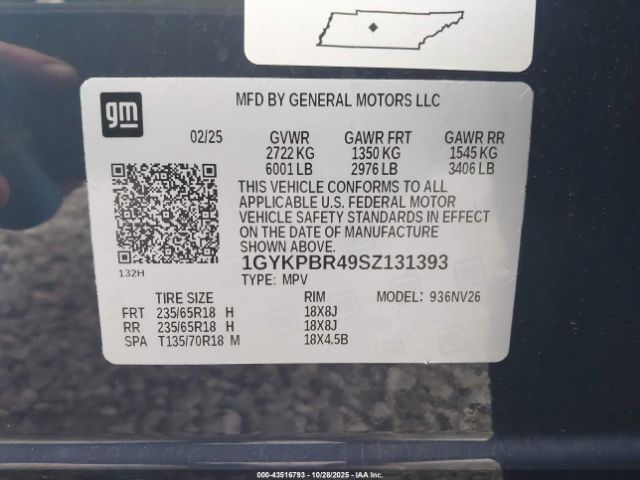 gm
MFD BY GENERAL MOTORS LLC
02/25 GVWR GAWR FRT GAWR RR
2722 KG 1350 KG 1545 KG
6001 LB 2976 LB 3406 LB
THIS VEHICLE CONFORMS TO ALL
APPLICABLE U.S. FEDERAL MOTOR
VEHICLE SAFETY STANDARDS IN EFFECT
ON THE DATE OF MANUFACTURE
SHOWN ABOVE.
132H
1GYKPBR49SZ131393
TYPE: MPV
TIRE SIZE RIM MODEL: 936NV26
FRT 235/65R18 H 18X8J
RR 235/65R18 H 18X8J
SPA T135/70R18 M 18X4.5B
000-43516793 - 10/28/2025 - IAA Inc.